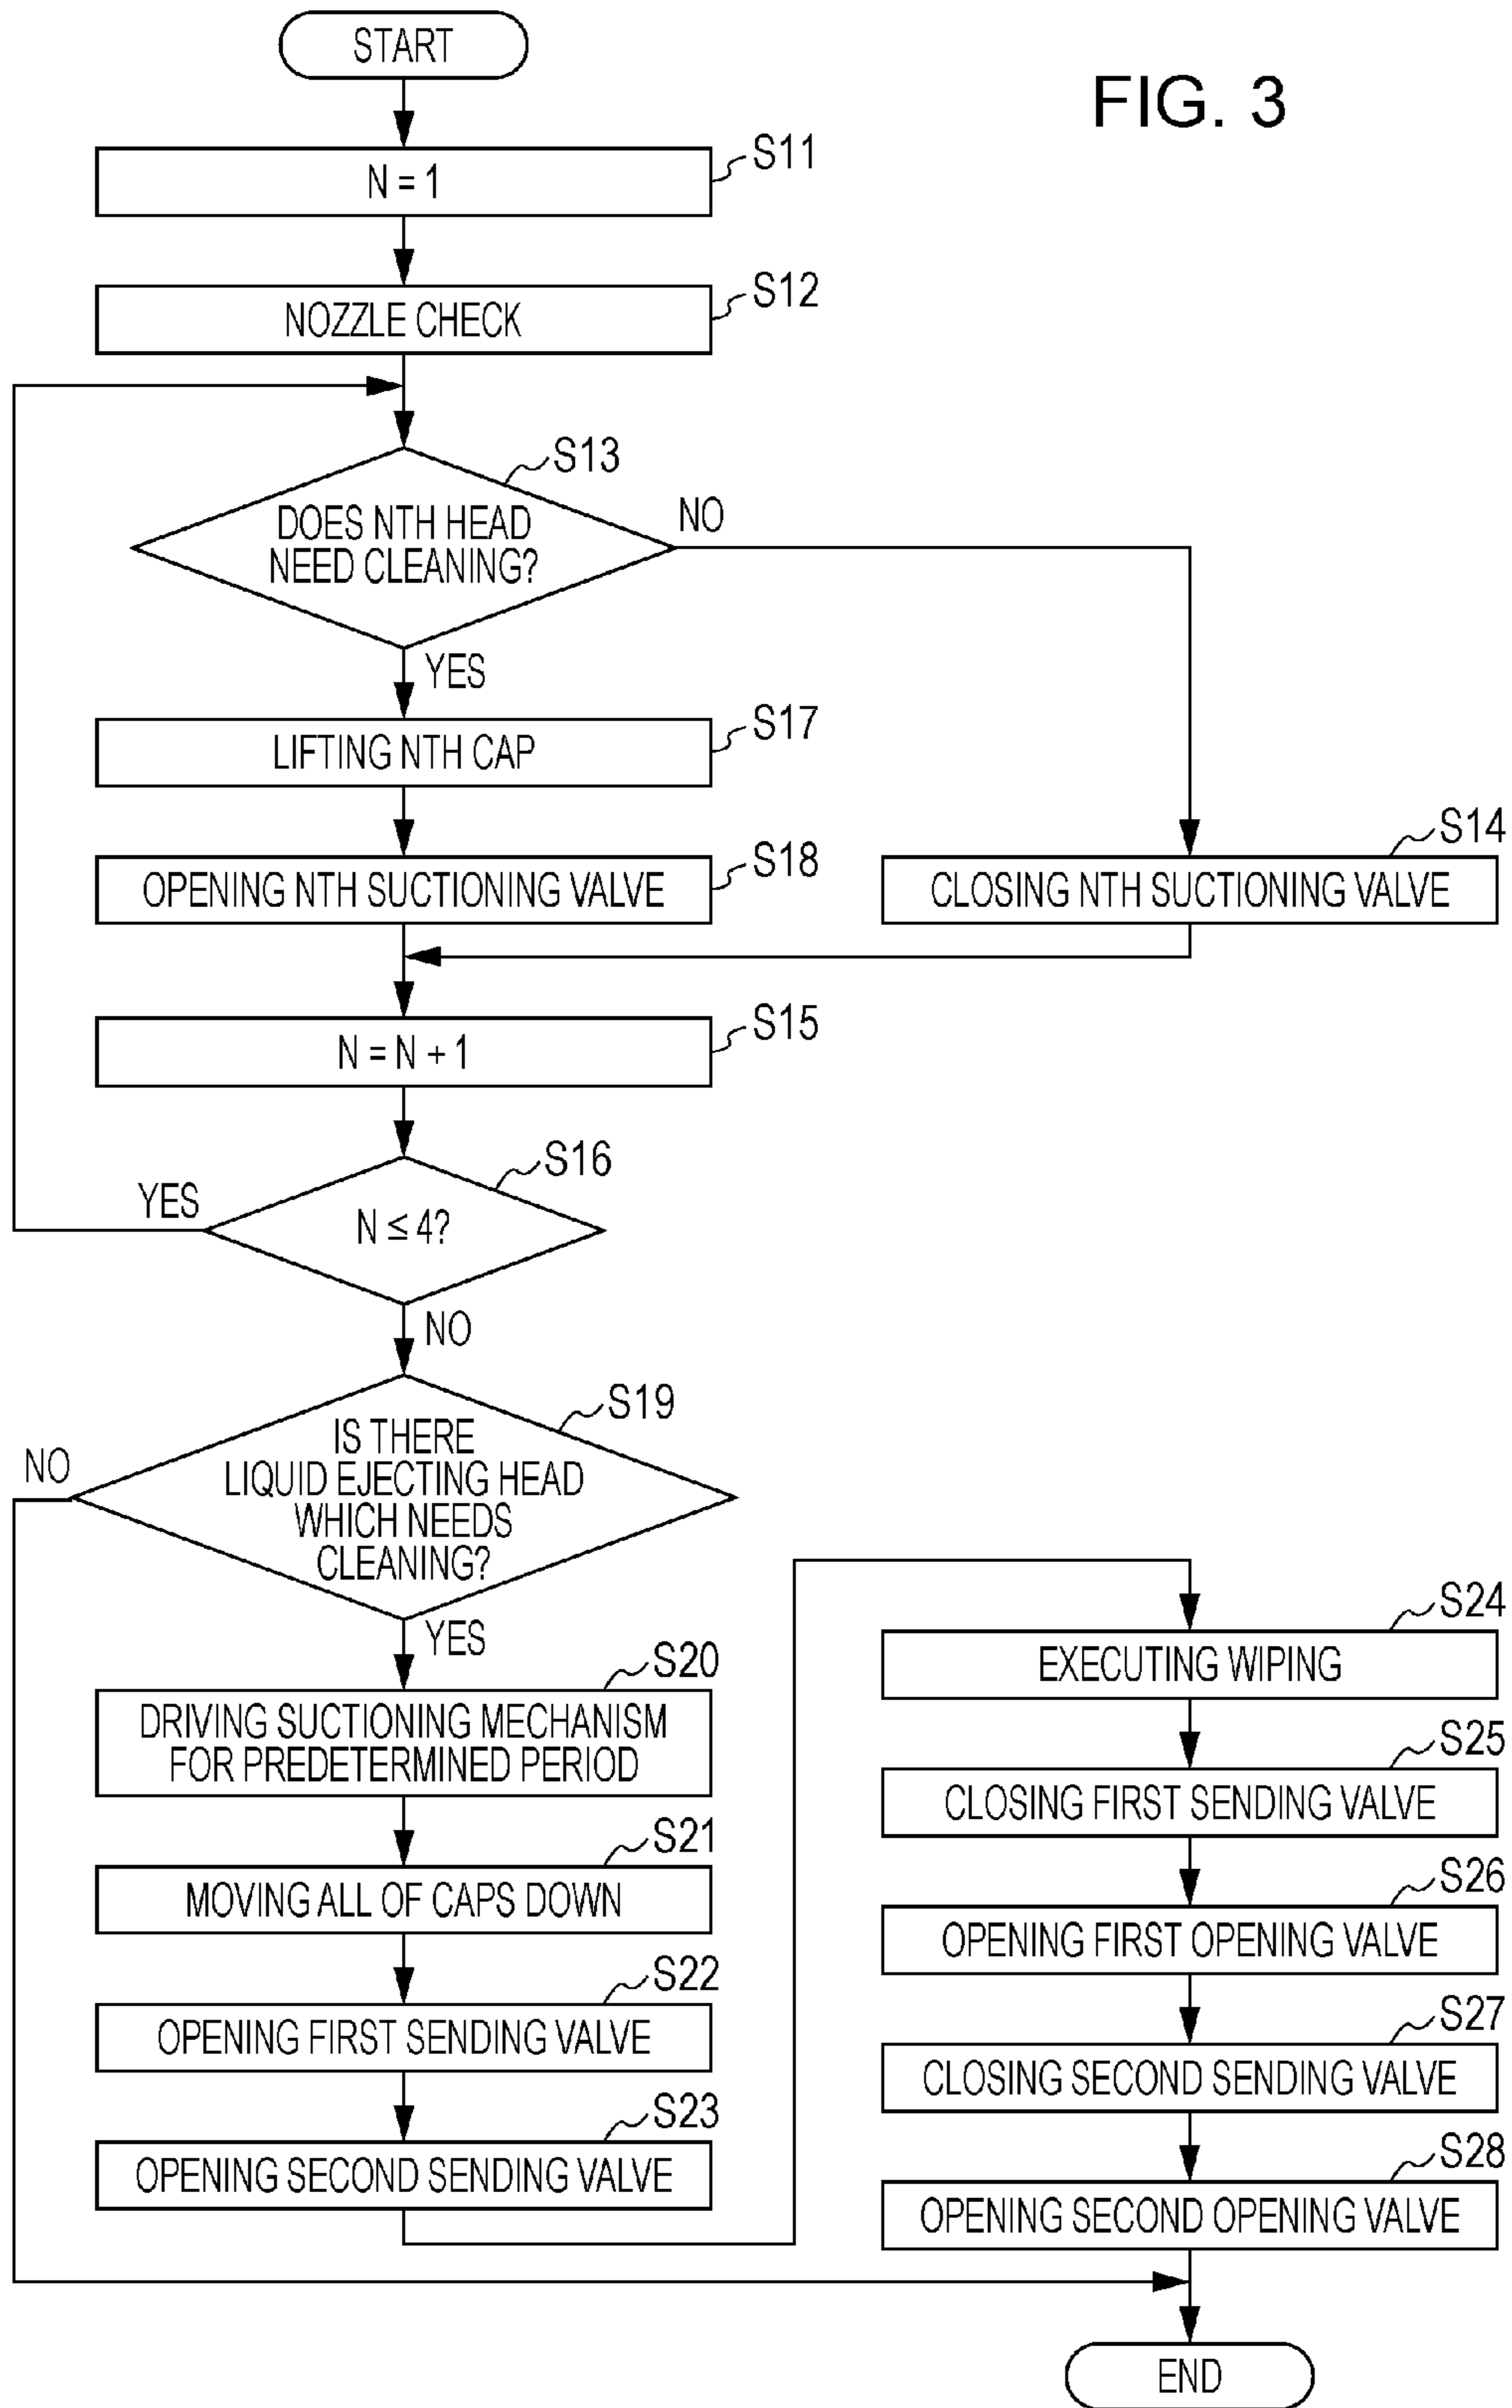 FIG. 3
START
N = 1
S11
NOZZLE CHECK
S12
S13
DOES NTH HEAD
NEED CLEANING?
NO
YES
LIFTING NTH CAP
S17
OPENING NTH SUCTIONING VALVE
S18
CLOSING NTH SUCTIONING VALVE
S14
N = N + 1
S15
S16
N ≤ 4?
YES
NO
S19
IS THERE
LIQUID EJECTING HEAD
WHICH NEEDS
CLEANING?
NO
YES
S20
DRIVING SUCTIONING MECHANISM
FOR PREDETERMINED PERIOD
S21
MOVING ALL OF CAPS DOWN
S22
OPENING FIRST SENDING VALVE
S23
OPENING SECOND SENDING VALVE
S24
EXECUTING WIPING
S25
CLOSING FIRST SENDING VALVE
S26
OPENING FIRST OPENING VALVE
S27
CLOSING SECOND SENDING VALVE
S28
OPENING SECOND OPENING VALVE
END